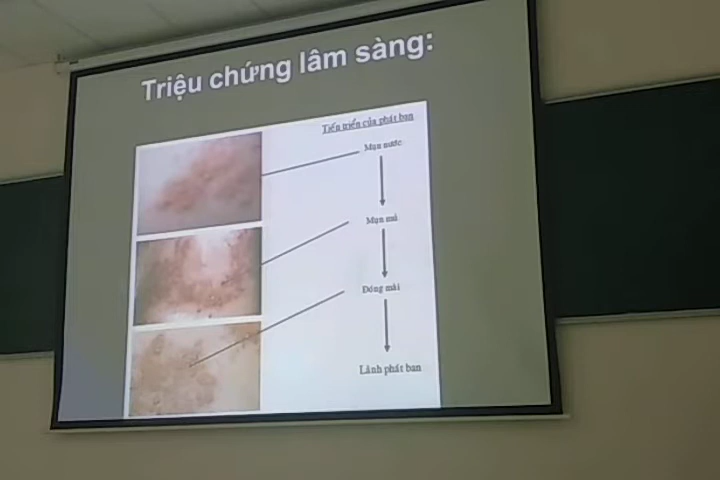 Triệu chứng lâm sàng:
Tiến triển của phát ban
Mụn nước
Mụn mủ
Đóng mài
Lành phát ban